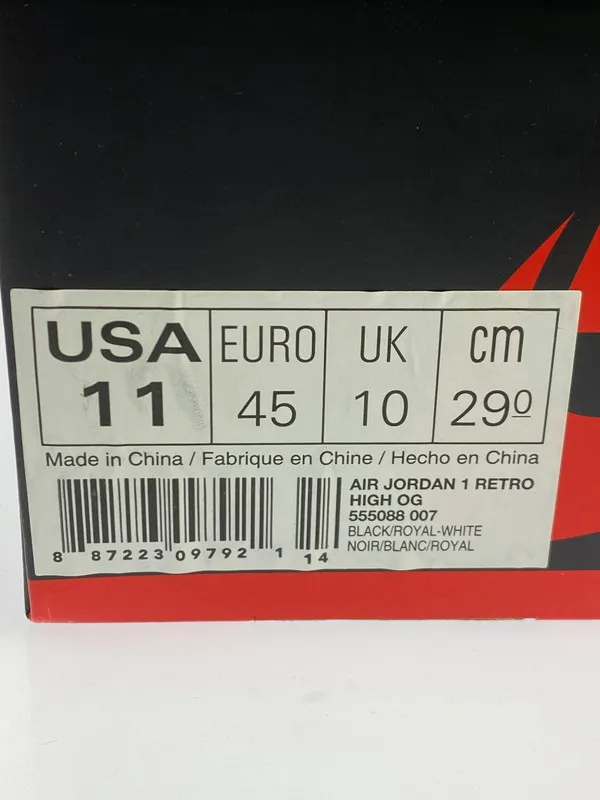 USA EURO UK cm
11 45 10 29⁰
Made in China / Fabrique en Chine / Hecho en China
AIR JORDAN 1 RETRO
HIGH OG
555088 007
BLACK/ROYAL-WHITE
NOIR/BLANC/ROYAL
8 87223 09792 1 14